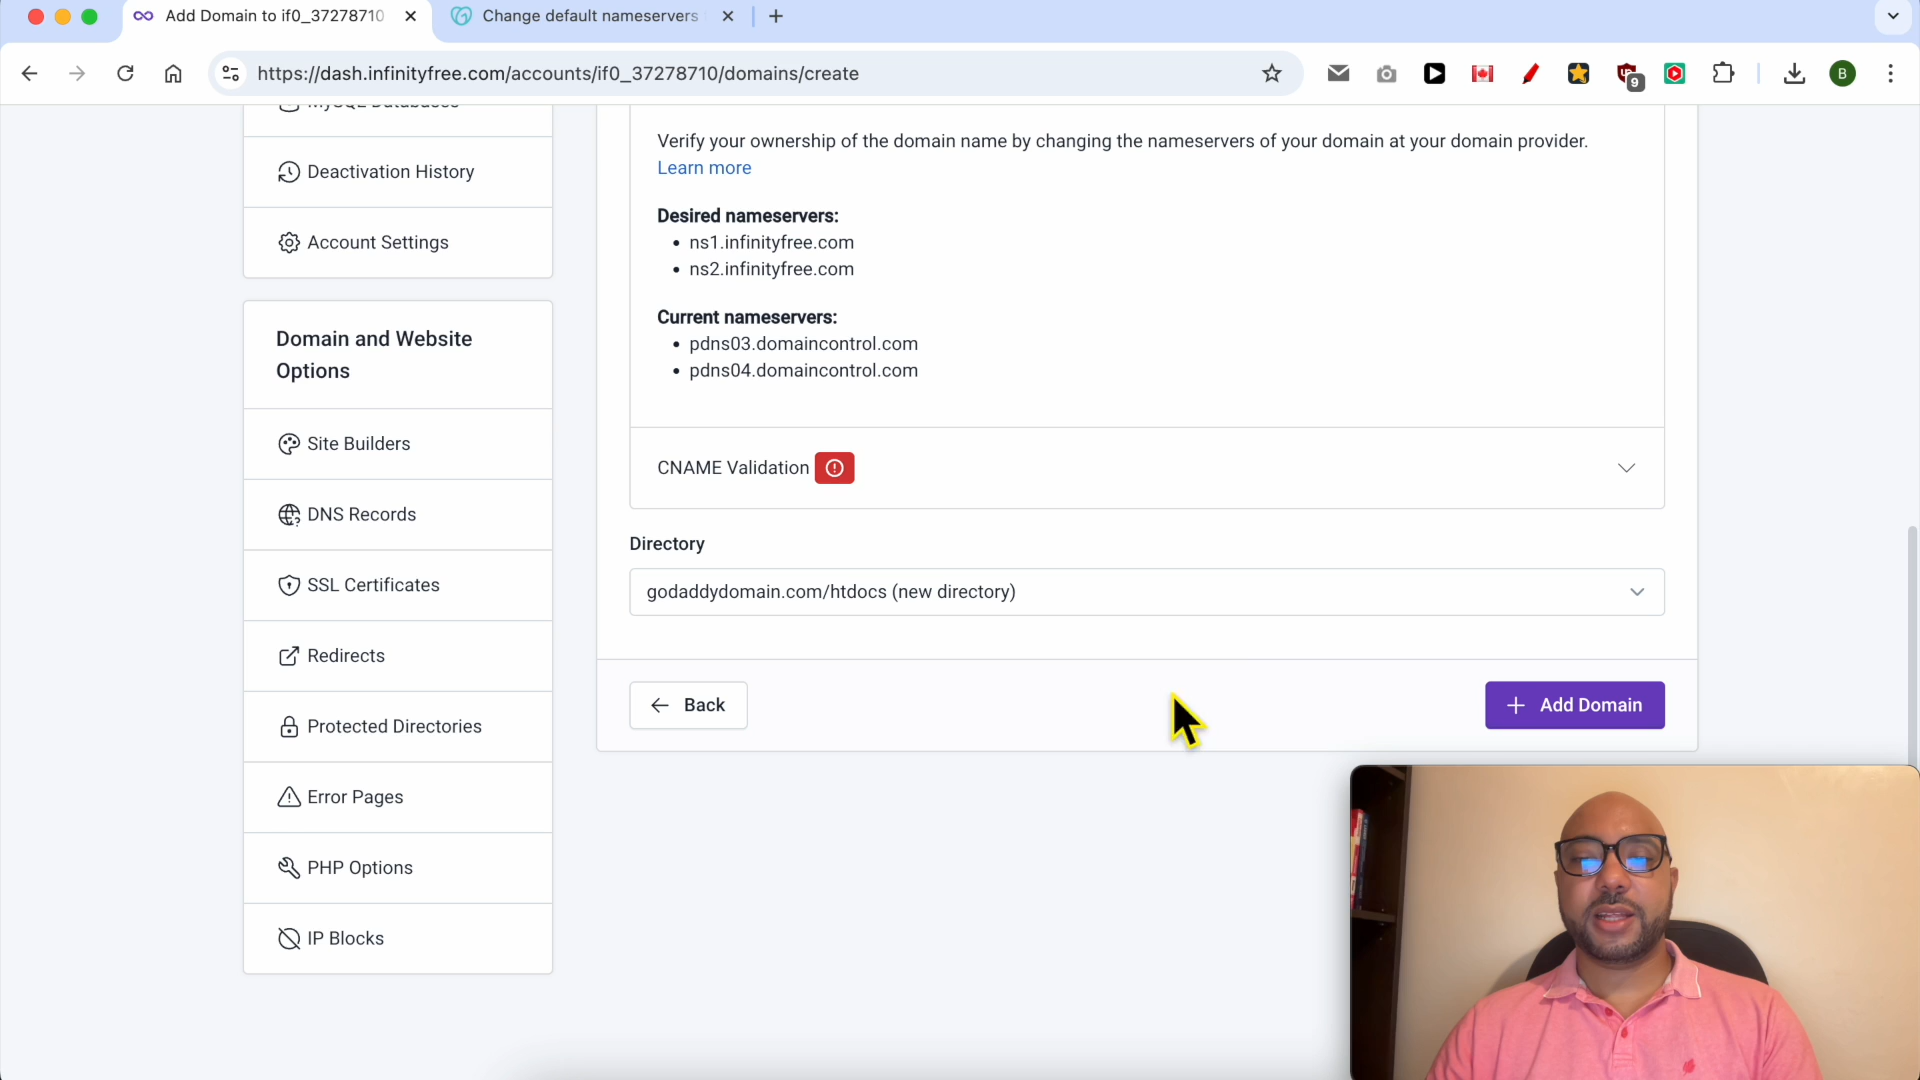 Add Domain to if0_37278710
Change default nameservers
https://dash.infinityfree.com/accounts/if0_37278710/domains/create
9
B
MySQL Databases
Deactivation History
Account Settings
Domain and Website
Options
Site Builders
DNS Records
SSL Certificates
Redirects
Protected Directories
Error Pages
PHP Options
IP Blocks
Verify your ownership of the domain name by changing the nameservers of your domain at your domain provider.
Learn more
Desired nameservers:
• ns1.infinityfree.com
• ns2.infinityfree.com
Current nameservers:
• pdns03.domaincontrol.com
• pdns04.domaincontrol.com
CNAME Validation
Directory
godaddydomain.com/htdocs (new directory)
Back
Add Domain